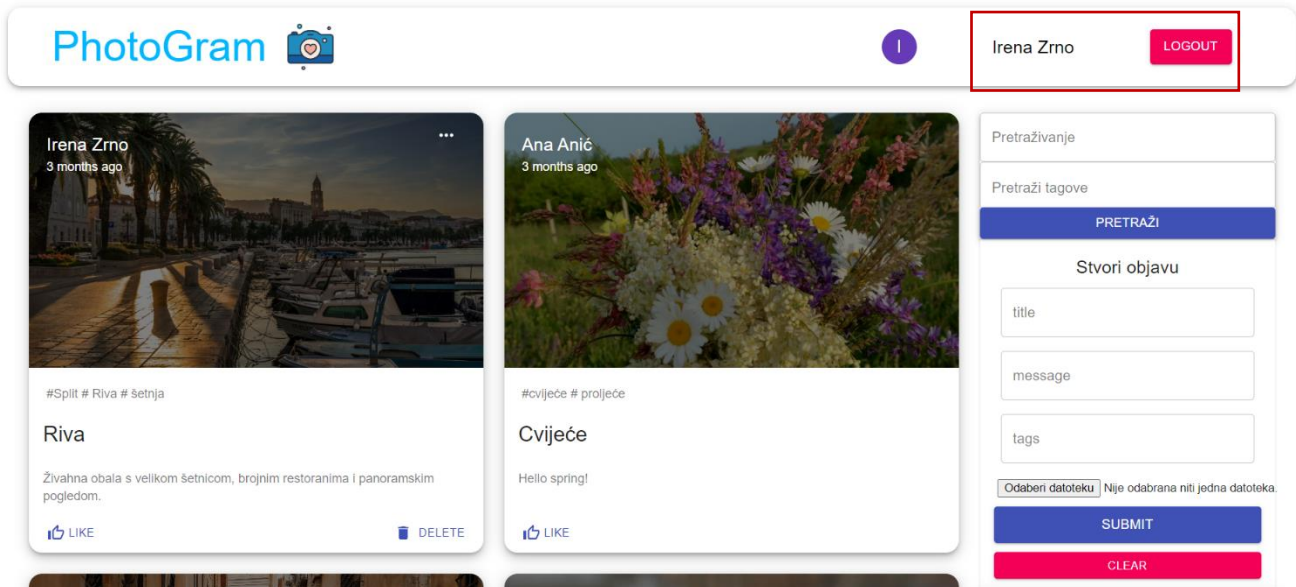 PhotoGram
I
Irena Zrno
LOGOUT
Irena Zrno
3 months ago
#Split # Riva # šetnja
Riva
Živahna obala s velikom šetnicom, brojnim restoranima i panoramskim
pogledom.
LIKE
DELETE
Ana Anić
3 months ago
#cvijeće # proljeće
Cvijeće
Hello spring!
LIKE
Pretraživanje
Pretraži tagove
PRETRAŽI
Stvori objavu
title
message
tags
Odaberi datoteku Nije odabrana niti jedna datoteka.
SUBMIT
CLEAR